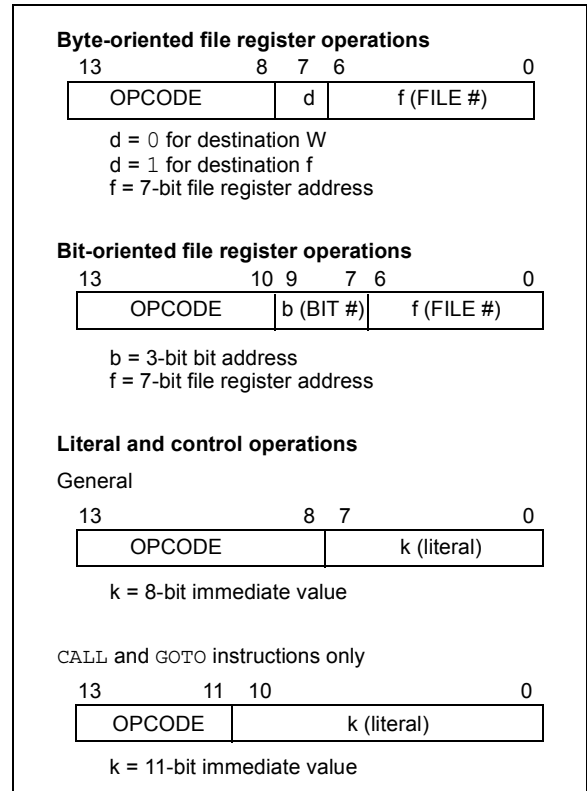 Byte-oriented file register operations
13 8 7 6 0
OPCODE d f (FILE #)
d = 0 for destination W
d = 1 for destination f
f = 7-bit file register address
Bit-oriented file register operations
13 10 9 7 6 0
OPCODE b (BIT #) f (FILE #)
b = 3-bit bit address
f = 7-bit file register address
Literal and control operations
General
13 8 7 0
OPCODE k (literal)
k = 8-bit immediate value
CALL and GOTO instructions only
13 11 10 0
OPCODE k (literal)
k = 11-bit immediate value